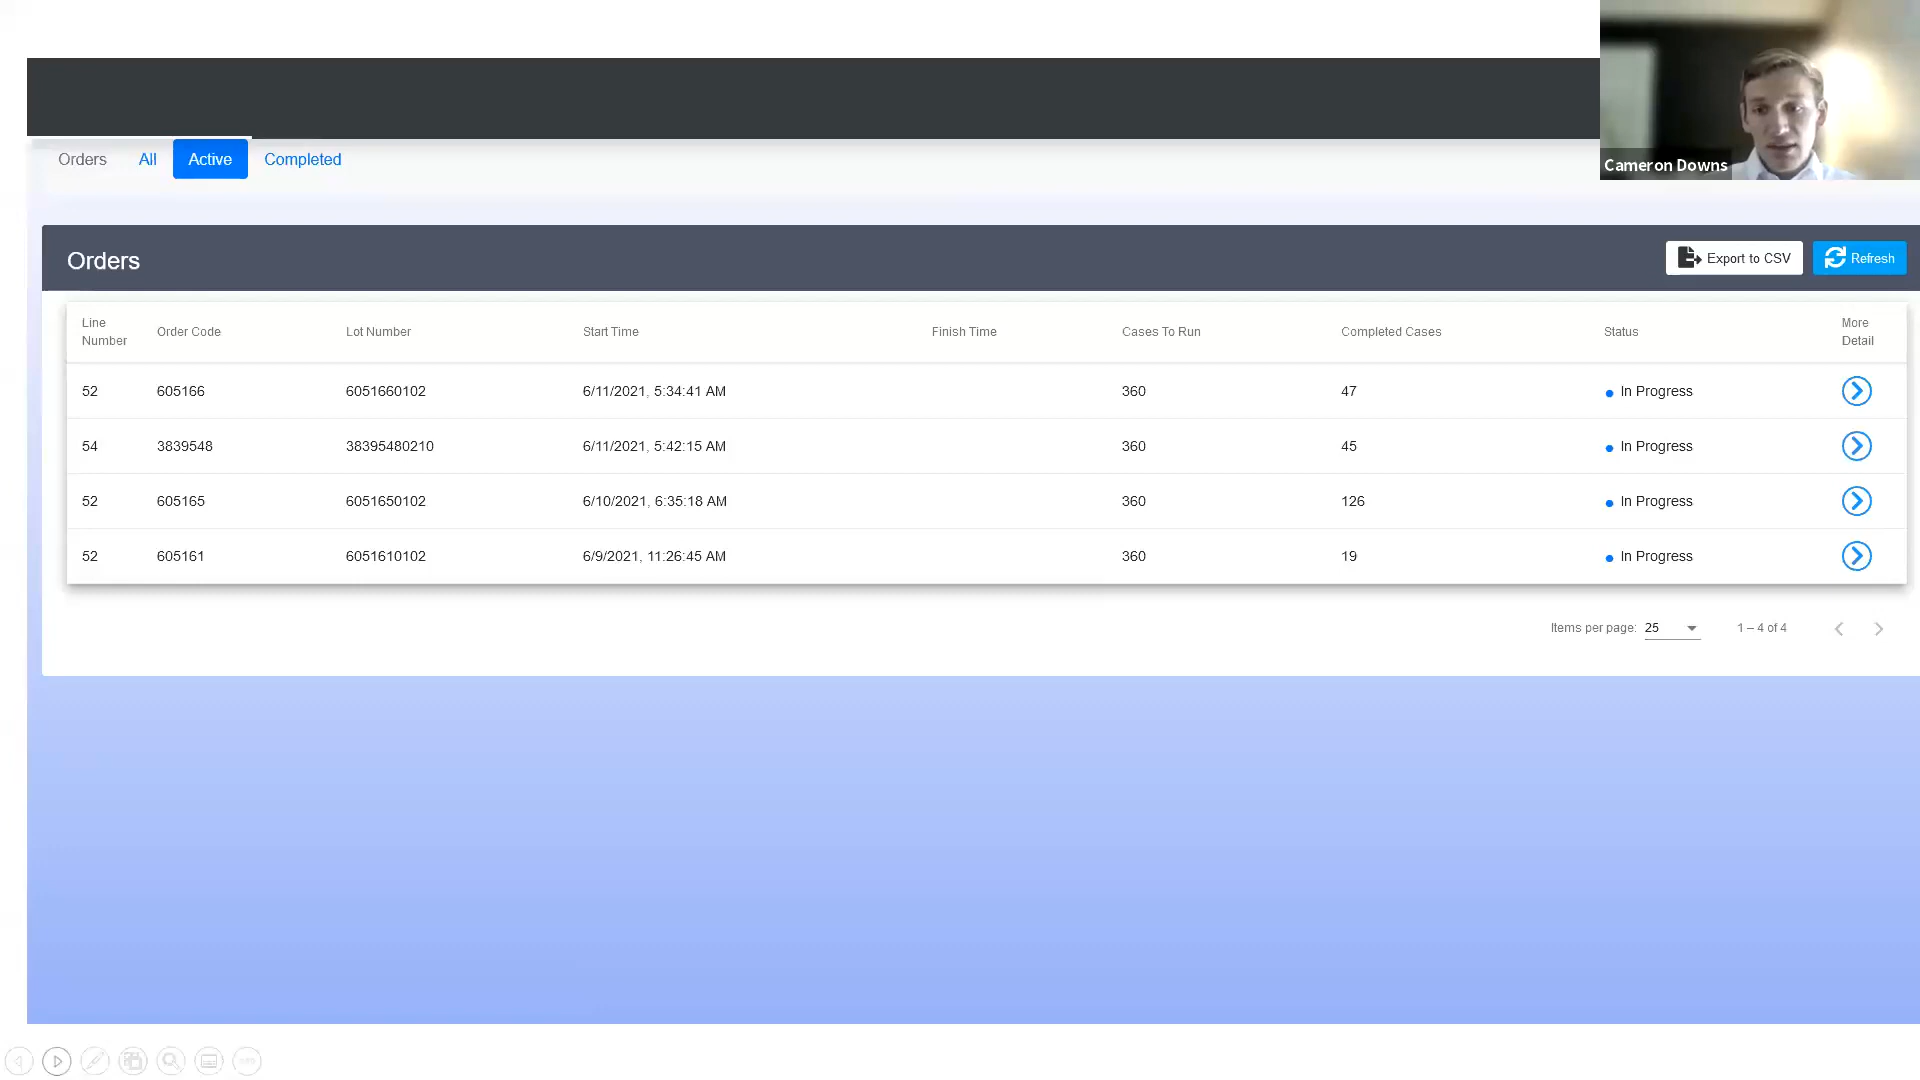 Cameron Downs
Orders All Active Completed
Orders Export to CSV Refresh
Line Number Order Code Lot Number Start Time Finish Time Cases To Run Completed Cases Status More Detail
52 605166 6051660102 6/11/2021, 5:34:41 AM 360 47 In Progress
54 3839548 38395480210 6/11/2021, 5:42:15 AM 360 45 In Progress
52 605165 6051650102 6/10/2021, 6:35:18 AM 360 126 In Progress
52 605161 6051610102 6/9/2021, 11:26:45 AM 360 19 In Progress
Items per page: 25 1 – 4 of 4